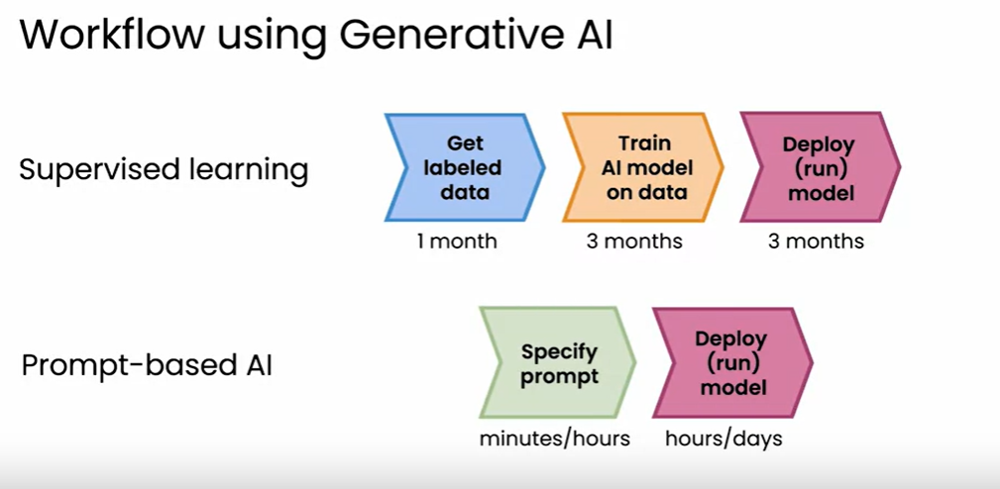 Workflow using Generative AI
Supervised learning
Get
labeled
data
1 month
Train
AI model
on data
3 months
Deploy
(run)
model
3 months
Prompt-based AI
Specify
prompt
minutes/hours
Deploy
(run)
model
hours/days